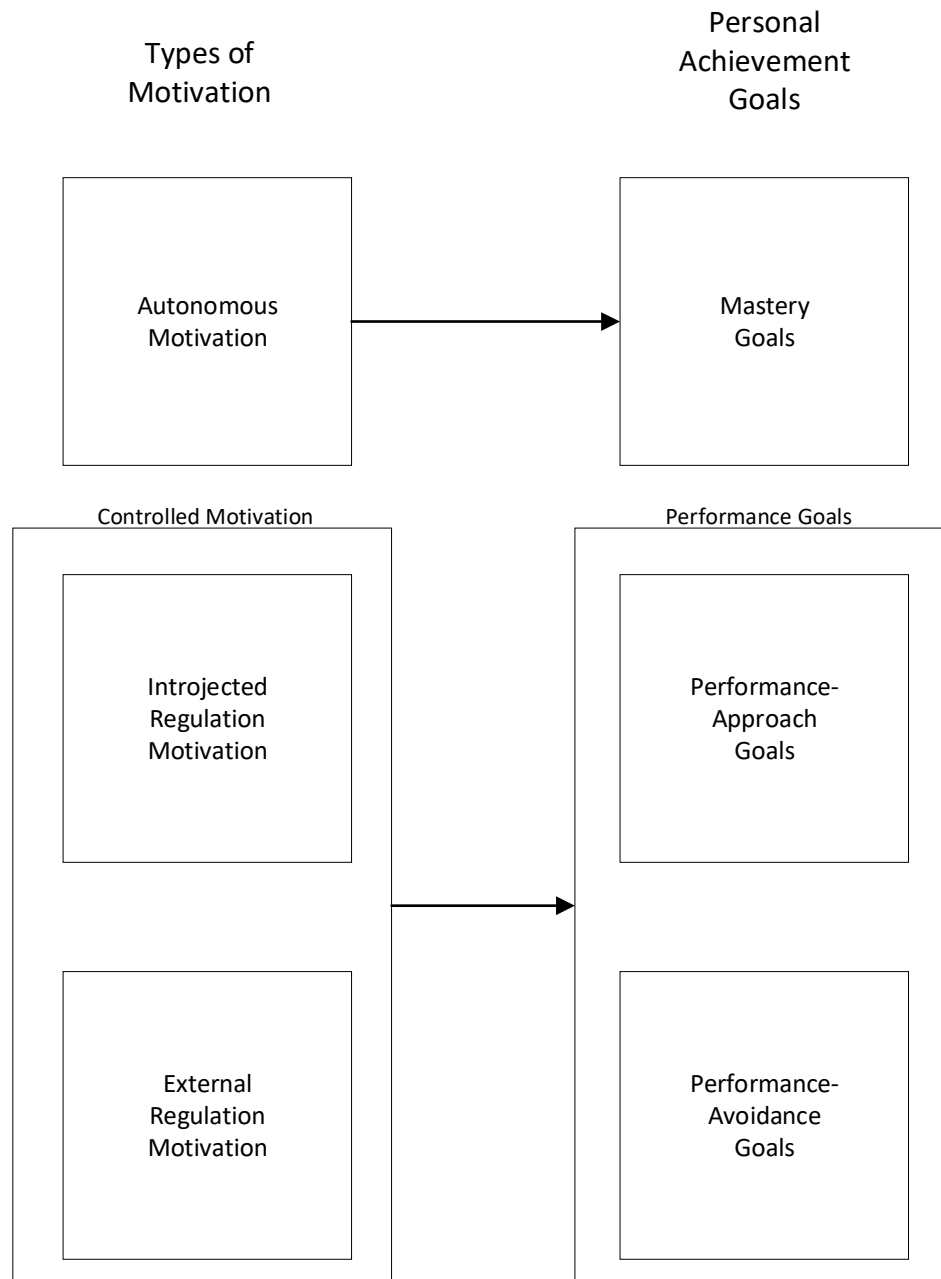 Types of
Motivation
Personal
Achievement
Goals
Autonomous
Motivation
Mastery
Goals
Controlled Motivation
Performance Goals
Introjected
Regulation
Motivation
Performance-
Approach
Goals
External
Regulation
Motivation
Performance-
Avoidance
Goals